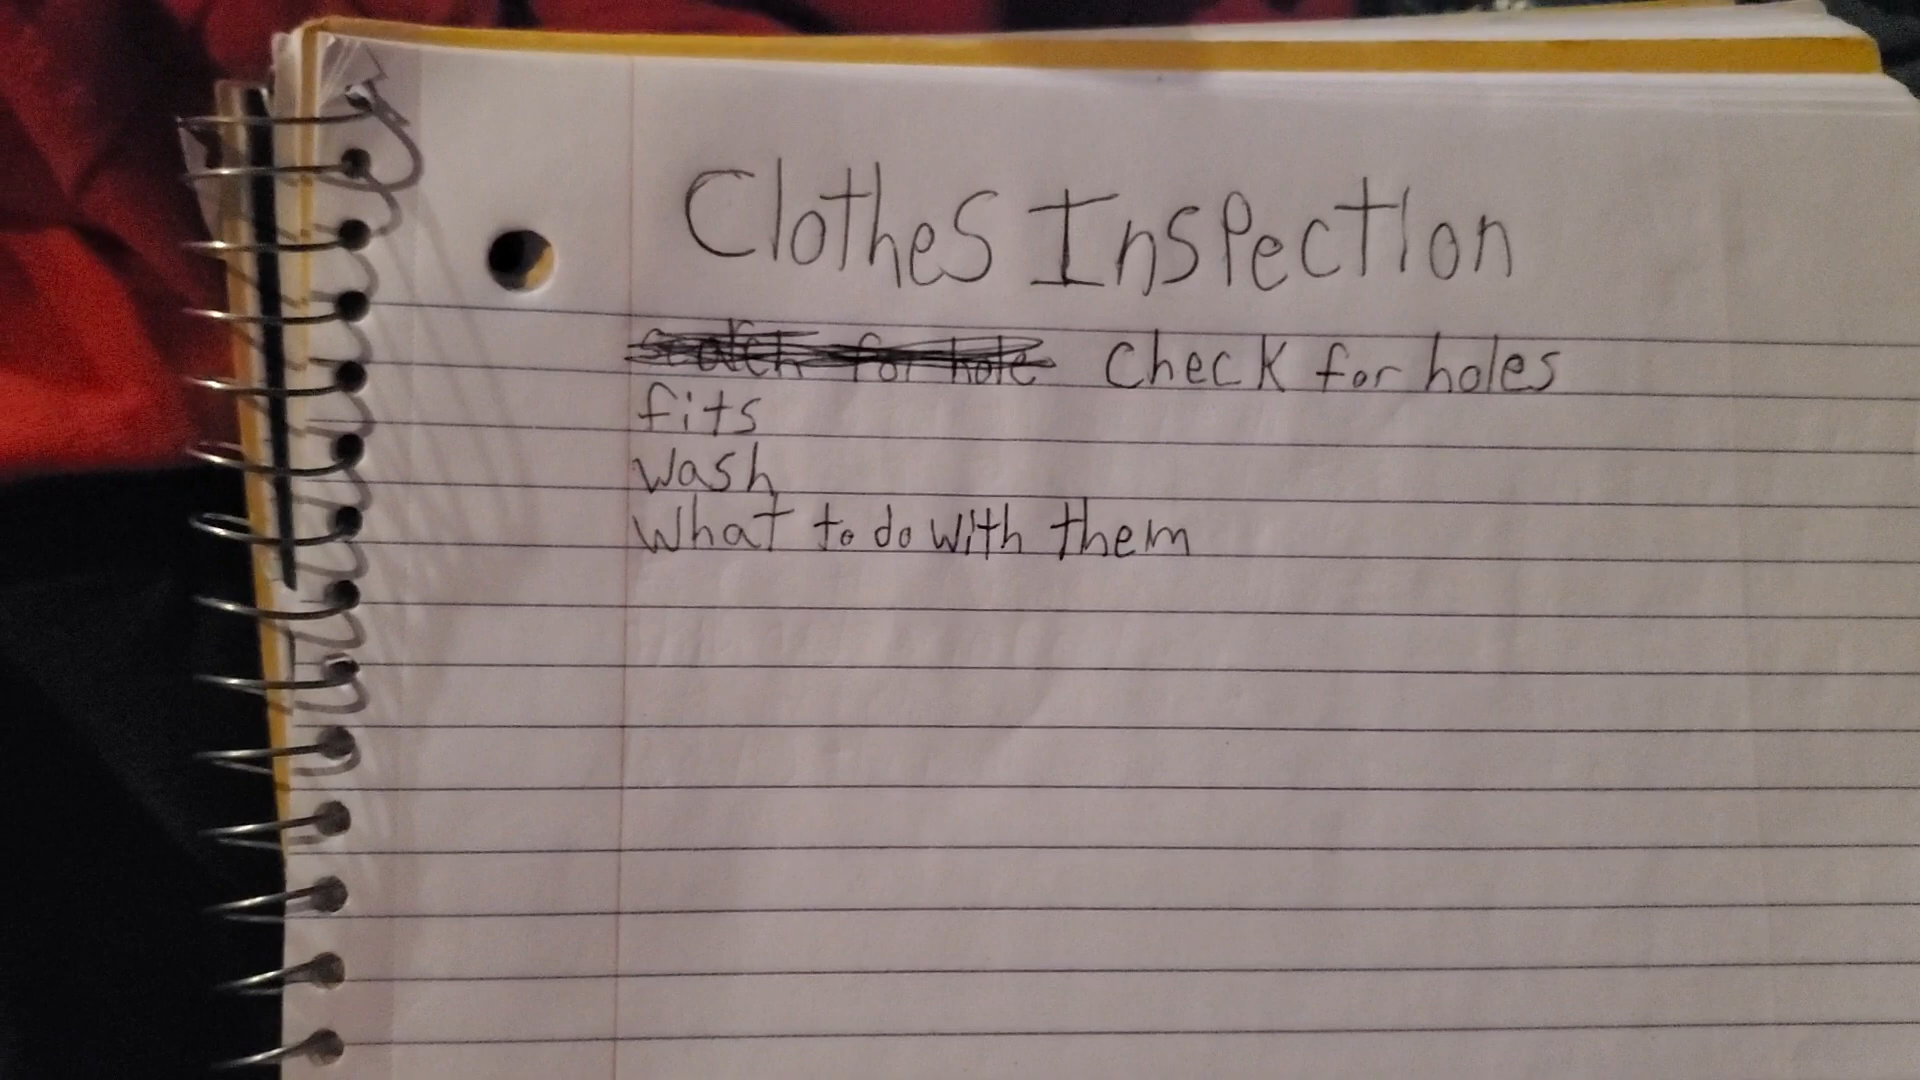 Clothes Inspection
Check for holes
fits
wash
What to do with them